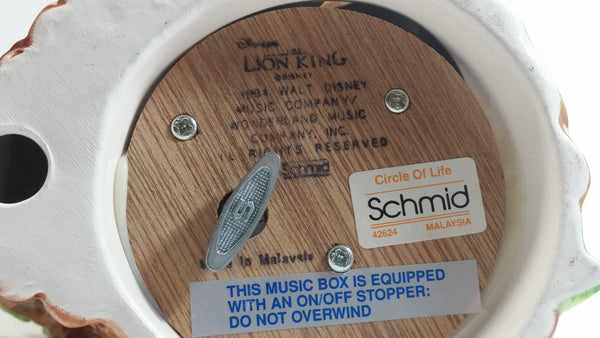 Disney's
THE
LION KING
©DISNEY
1994 WALT DISNEY
MUSIC COMPANY/
WONDERLAND MUSIC
COMPANY, INC.
RIGHTS RESERVED
Schmid
Circle Of Life
Schmid
42624 MALAYSIA
In Malaysia
THIS MUSIC BOX IS EQUIPPED
WITH AN ON/OFF STOPPER:
DO NOT OVERWIND